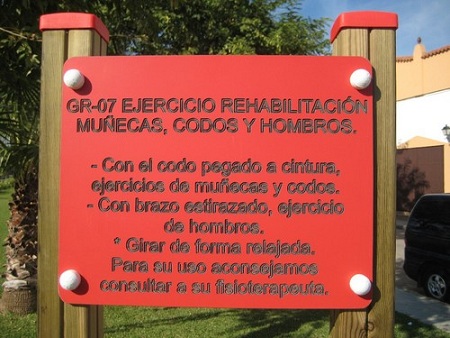 GR-07 EJERCICIO REHABILITACIÓN
MUÑECAS, CODOS Y HOMBROS.
- Con el codo pegado a cintura,
ejercicios de muñecas y codos.
- Con brazo estirazado, ejercicio
de hombros.
* Girar de forma relajada.
Para su uso aconsejamos
consultar a su fisioterapeuta.